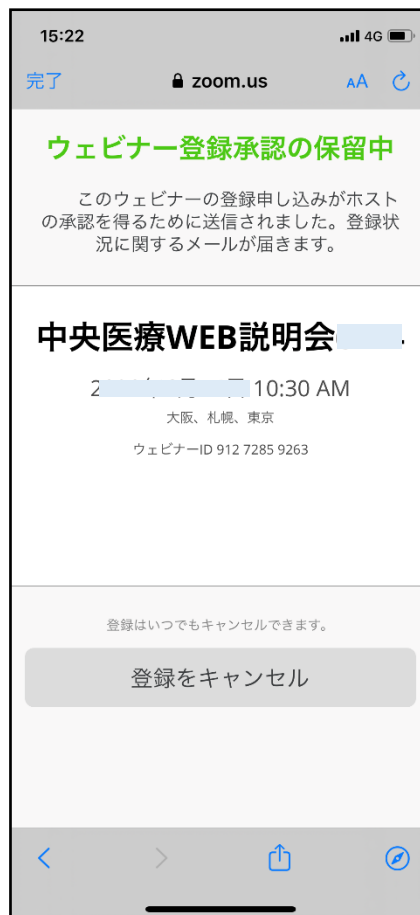 15:22
4G
完了
zoom.us
AA
ウェビナー登録承認の保留中
このウェビナーの登録申し込みがホスト
の承認を得るために送信されました。登録状
況に関するメールが届きます。
中央医療WEB説明会
10:30 AM
大阪、札幌、東京
ウェビナーID 912 7285 9263
登録はいつでもキャンセルできます。
登録をキャンセル